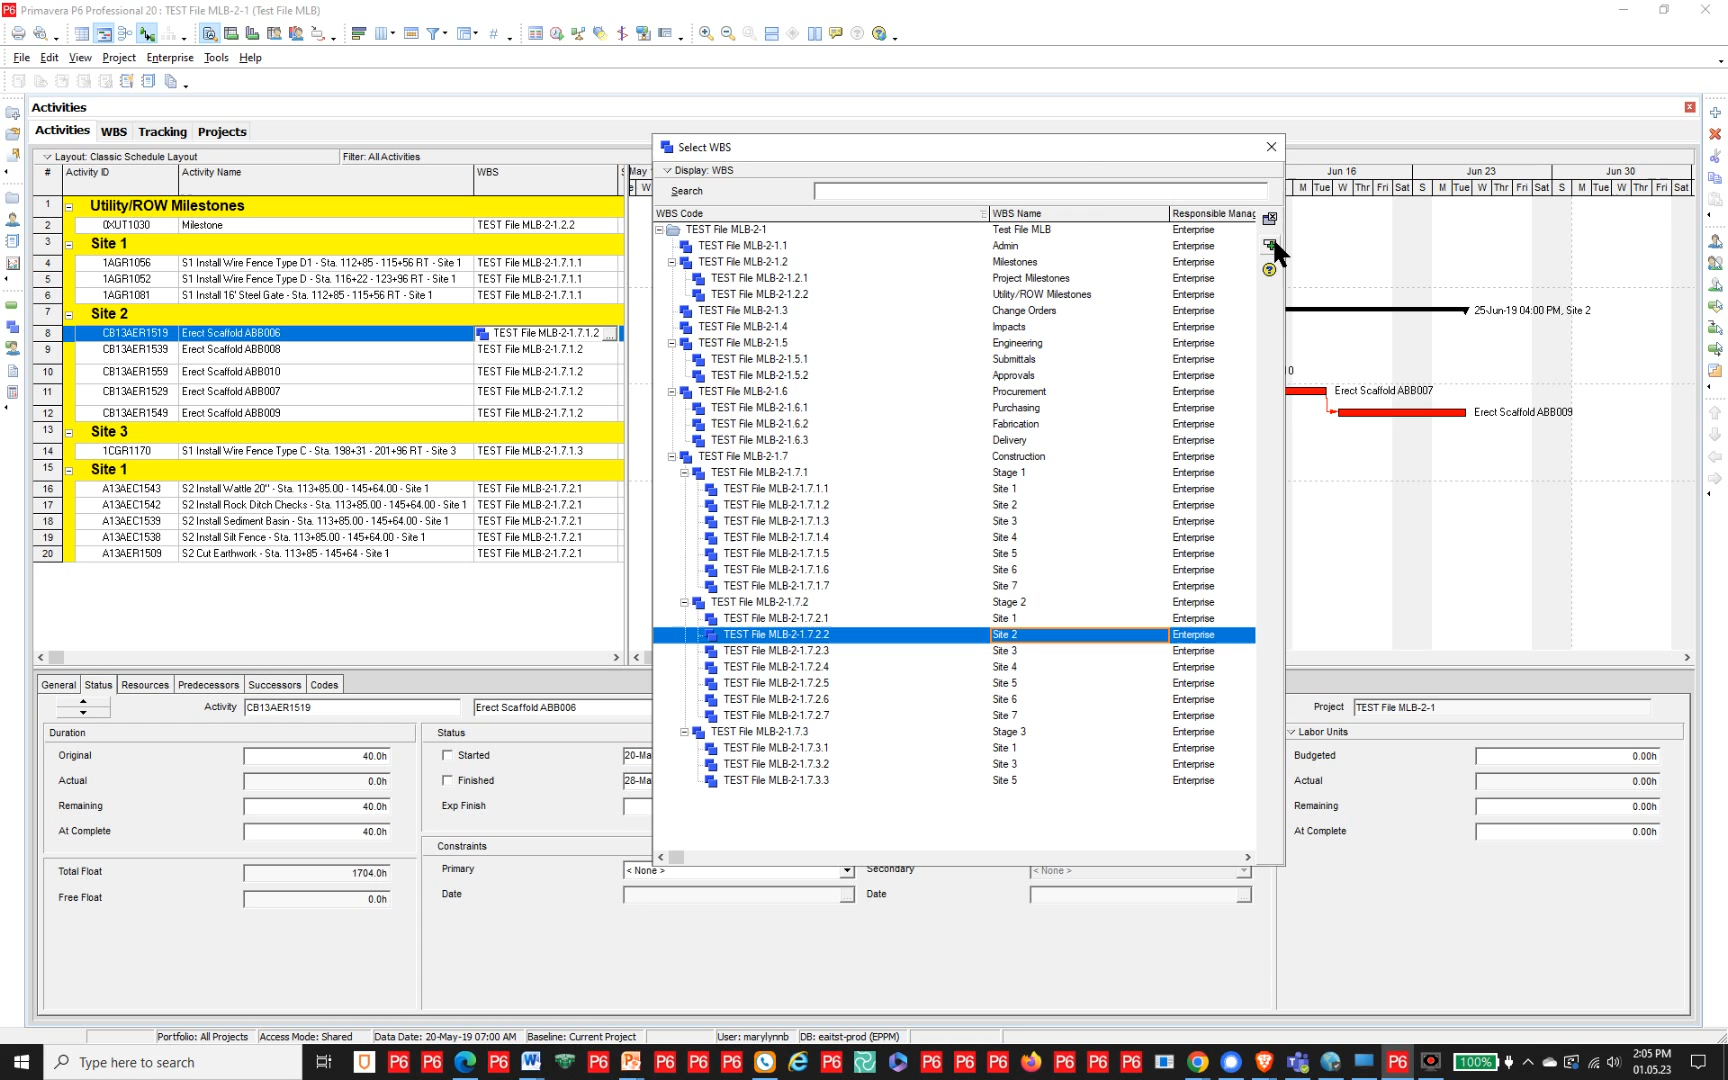 Primavera P6 Professional 20 : TEST File MLB-2-1 (Test File MLB)
File Edit View Project Enterprise Tools Help
Activities
Activities WBS Tracking Projects
Layout: Classic Schedule Layout Filter: All Activities
# Activity ID Activity Name WBS
1 Utility/ROW Milestones
2 0XUT1030 Milestone TEST File MLB-2-1.2.2
3 Site 1
4 1AGR1056 S1 Install Wire Fence Type D1 - Sta. 112+85 - 115+56 RT - Site 1 TEST File MLB-2-1.7.1.1
5 1AGR1052 S1 Install Wire Fence Type D - Sta. 116+22 - 123+96 RT - Site 1 TEST File MLB-2-1.7.1.1
6 1AGR1081 S1 Install 16' Steel Gate - Sta. 112+85 - 115+56 RT - Site 1 TEST File MLB-2-1.7.1.1
7 Site 2
8 CB13AER1519 Erect Scaffold ABB006 TEST File MLB-2-1.7.1.2
9 CB13AER1539 Erect Scaffold ABB008 TEST File MLB-2-1.7.1.2
10 CB13AER1559 Erect Scaffold ABB010 TEST File MLB-2-1.7.1.2
11 CB13AER1529 Erect Scaffold ABB007 TEST File MLB-2-1.7.1.2
12 CB13AER1549 Erect Scaffold ABB009 TEST File MLB-2-1.7.1.2
13 Site 3
14 1CGR1170 S1 Install Wire Fence Type C - Sta. 198+31 - 201+96 RT - Site 3 TEST File MLB-2-1.7.1.3
15 Site 1
16 A13AEC1543 S2 Install Wattle 20" - Sta. 113+85.00 - 145+64.00 - Site 1 TEST File MLB-2-1.7.2.1
17 A13AEC1542 S2 Install Rock Ditch Checks - Sta. 113+85.00 - 145+64.00 - Site 1 TEST File MLB-2-1.7.2.1
18 A13AEC1539 S2 Install Sediment Basin - Sta. 113+85.00 - 145+64.00 - Site 1 TEST File MLB-2-1.7.2.1
19 A13AEC1538 S2 Install Silt Fence - Sta. 113+85.00 - 145+64.00 - Site 1 TEST File MLB-2-1.7.2.1
20 A13AER1509 S2 Cut Earthwork - Sta. 113+85 - 145+64 - Site 1 TEST File MLB-2-1.7.2.1
May
Select WBS
Display: WBS
Search
WBS Code WBS Name Responsible Manag
TEST File MLB-2-1 Test File MLB Enterprise
TEST File MLB-2-1.1 Admin Enterprise
TEST File MLB-2-1.2 Milestones Enterprise
TEST File MLB-2-1.2.1 Project Milestones Enterprise
TEST File MLB-2-1.2.2 Utility/ROW Milestones Enterprise
TEST File MLB-2-1.3 Change Orders Enterprise
TEST File MLB-2-1.4 Impacts Enterprise
TEST File MLB-2-1.5 Engineering Enterprise
TEST File MLB-2-1.5.1 Submittals Enterprise
TEST File MLB-2-1.5.2 Approvals Enterprise
TEST File MLB-2-1.6 Procurement Enterprise
TEST File MLB-2-1.6.1 Purchasing Enterprise
TEST File MLB-2-1.6.2 Fabrication Enterprise
TEST File MLB-2-1.6.3 Delivery Enterprise
TEST File MLB-2-1.7 Construction Enterprise
TEST File MLB-2-1.7.1 Stage 1 Enterprise
TEST File MLB-2-1.7.1.1 Site 1 Enterprise
TEST File MLB-2-1.7.1.2 Site 2 Enterprise
TEST File MLB-2-1.7.1.3 Site 3 Enterprise
TEST File MLB-2-1.7.1.4 Site 4 Enterprise
TEST File MLB-2-1.7.1.5 Site 5 Enterprise
TEST File MLB-2-1.7.1.6 Site 6 Enterprise
TEST File MLB-2-1.7.1.7 Site 7 Enterprise
TEST File MLB-2-1.7.2 Stage 2 Enterprise
TEST File MLB-2-1.7.2.1 Site 1 Enterprise
TEST File MLB-2-1.7.2.2 Site 2 Enterprise
TEST File MLB-2-1.7.2.3 Site 3 Enterprise
TEST File MLB-2-1.7.2.4 Site 4 Enterprise
TEST File MLB-2-1.7.2.5 Site 5 Enterprise
TEST File MLB-2-1.7.2.6 Site 6 Enterprise
TEST File MLB-2-1.7.2.7 Site 7 Enterprise
TEST File MLB-2-1.7.3 Stage 3 Enterprise
TEST File MLB-2-1.7.3.1 Site 1 Enterprise
TEST File MLB-2-1.7.3.2 Site 3 Enterprise
TEST File MLB-2-1.7.3.3 Site 5 Enterprise
Jun 16 Jun 23 Jun 30
M Tue W Thr Fri Sat S M Tue W Thr Fri Sat S M Tue W Thr Fri Sat
25-Jun-19 04:00 PM, Site 2
Erect Scaffold ABB007
Erect Scaffold ABB009
General Status Resources Predecessors Successors Codes
Activity CB13AER1519 Erect Scaffold ABB006 Project TEST File MLB-2-1
Duration Status Labor Units
Original 40.0h Started 20-Ma Budgeted 0.00h
Actual 0.0h Finished 28-Ma Actual 0.00h
Remaining 40.0h Exp Finish Remaining 0.00h
At Complete 40.0h At Complete 0.00h
Constraints
Total Float 1704.0h Primary < None > Secondary < None >
Free Float 0.0h Date Date
Portfolio: All Projects Access Mode: Shared Data Date: 20-May-19 07:00 AM Baseline: Current Project User: marylynnb DB: eaitst-prod (EPPM)
Type here to search
100%
2:05 PM
01.05.23